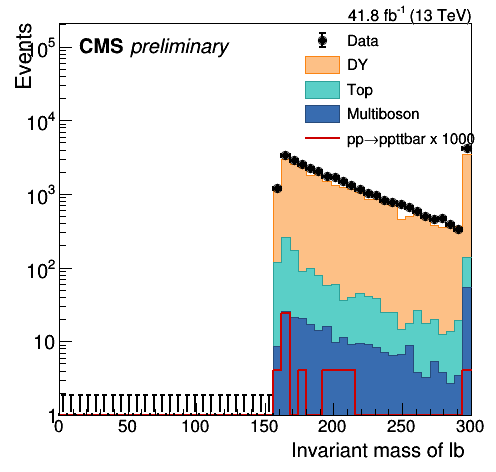 41.8 fb⁻¹ (13 TeV)
CMS preliminary
Data
DY
Top
Multiboson
pp→ppttbar x 1000
Events
10⁵
10⁴
10³
10²
10
1
0 50 100 150 200 250 300
Invariant mass of lb